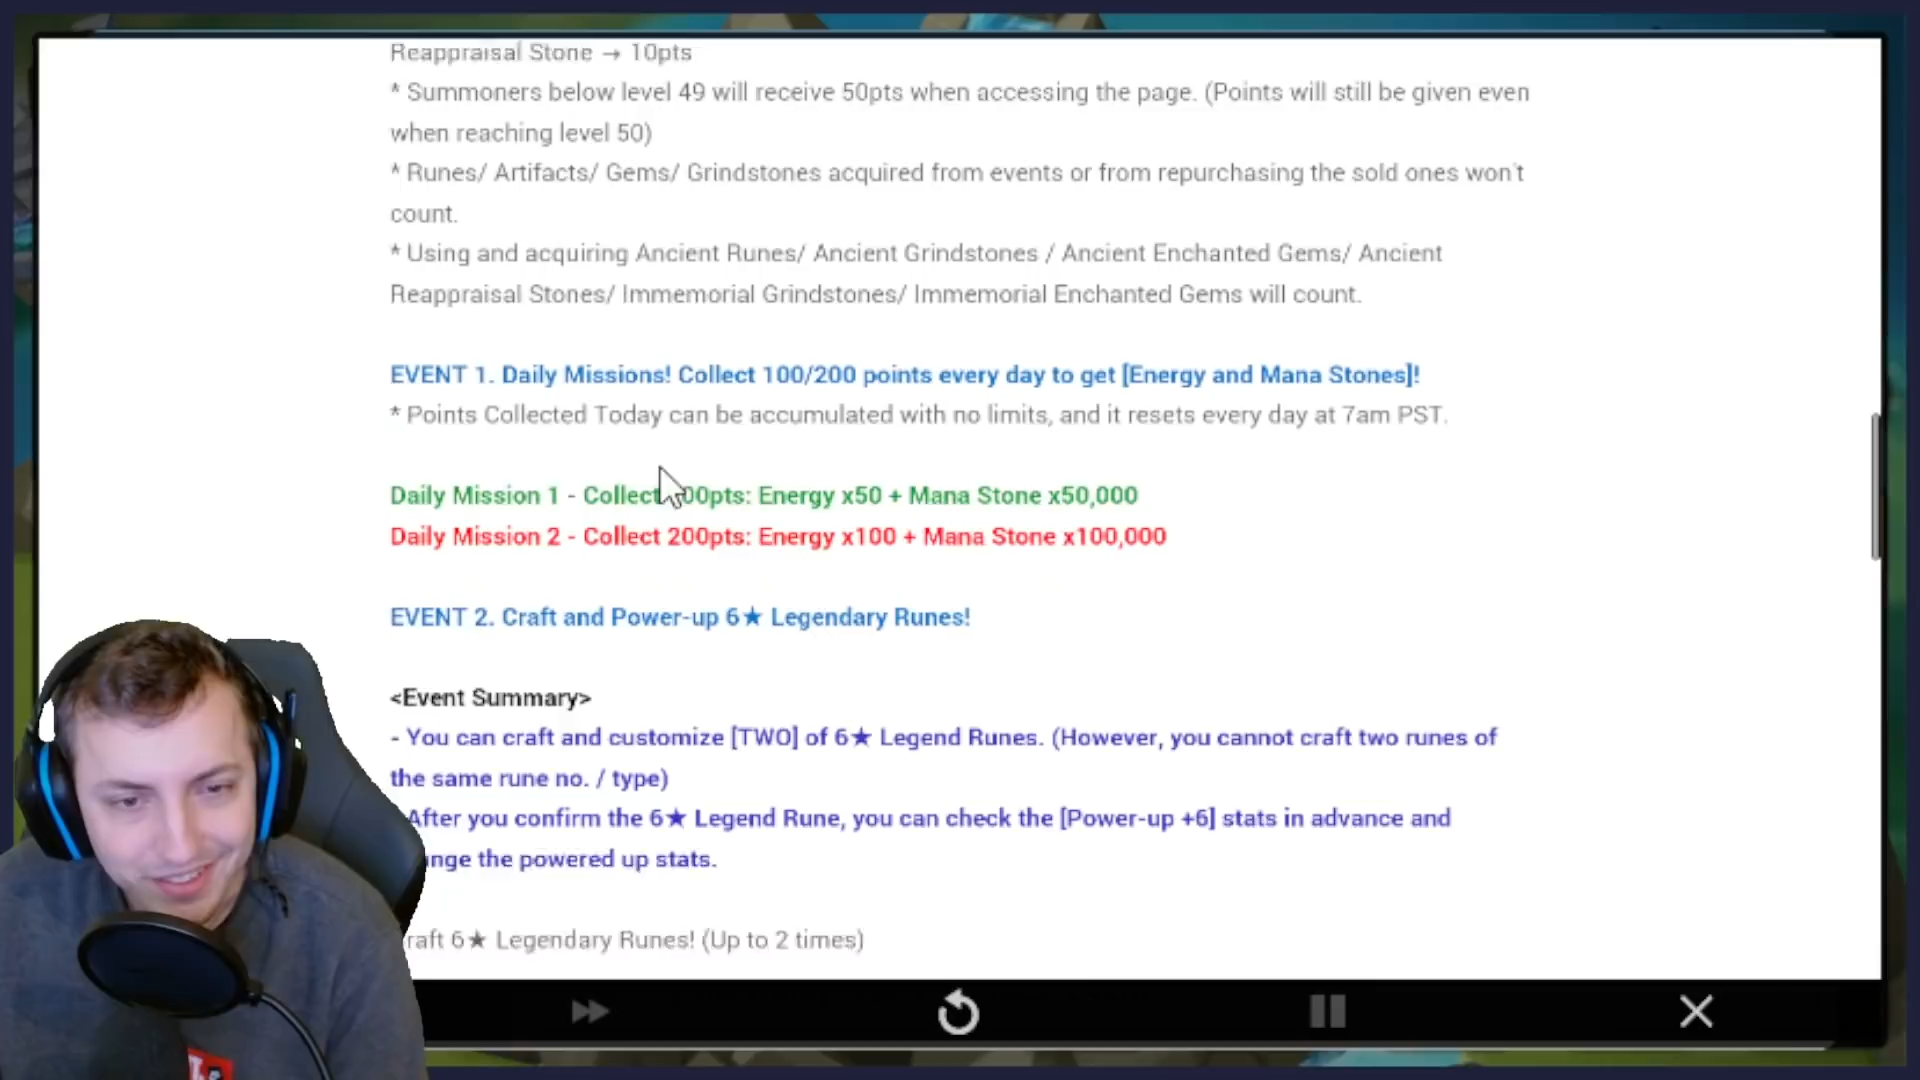 Reappraisal Stone → 10pts
* Summoners below level 49 will receive 50pts when accessing the page. (Points will still be given even
when reaching level 50)
* Runes/ Artifacts/ Gems/ Grindstones acquired from events or from repurchasing the sold ones won't
count.
* Using and acquiring Ancient Runes/ Ancient Grindstones / Ancient Enchanted Gems/ Ancient
Reappraisal Stones/ Immemorial Grindstones/ Immemorial Enchanted Gems will count.
EVENT 1. Daily Missions! Collect 100/200 points every day to get [Energy and Mana Stones]!
* Points Collected Today can be accumulated with no limits, and it resets every day at 7am PST.
Daily Mission 1 - Collect 00pts: Energy x50 + Mana Stone x50,000
Daily Mission 2 - Collect 200pts: Energy x100 + Mana Stone x100,000
EVENT 2. Craft and Power-up 6★ Legendary Runes!
<Event Summary>
- You can craft and customize [TWO] of 6★ Legend Runes. (However, you cannot craft two runes of
the same rune no. / type)
After you confirm the 6★ Legend Rune, you can check the [Power-up +6] stats in advance and
nge the powered up stats.
raft 6★ Legendary Runes! (Up to 2 times)